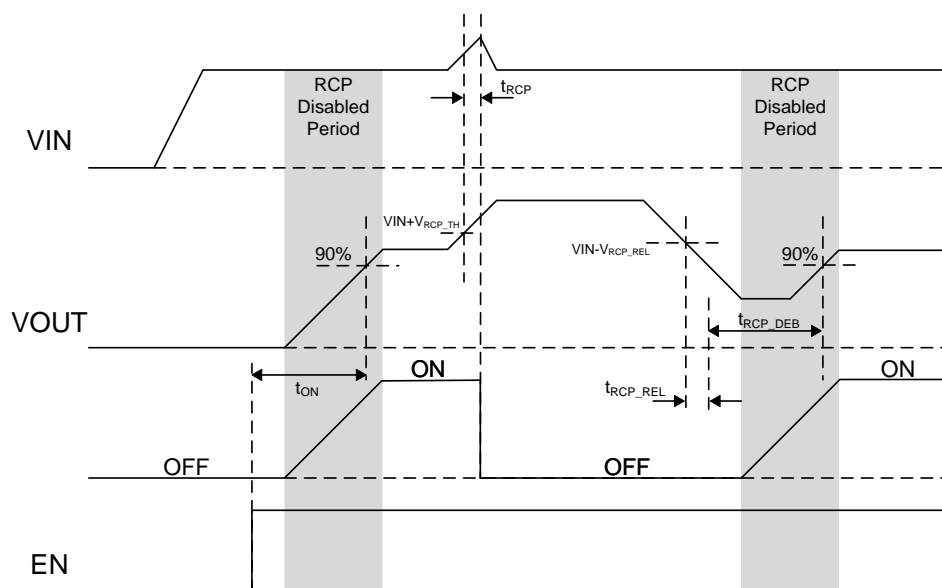 RCP
Disabled
Period
tRCP
RCP
Disabled
Period
VIN
VIN+VRCP_TH
90%
VIN-VRCP_REL
90%
VOUT
tRCP_DEB
tON
ON
tRCP_REL
ON
OFF
OFF
EN